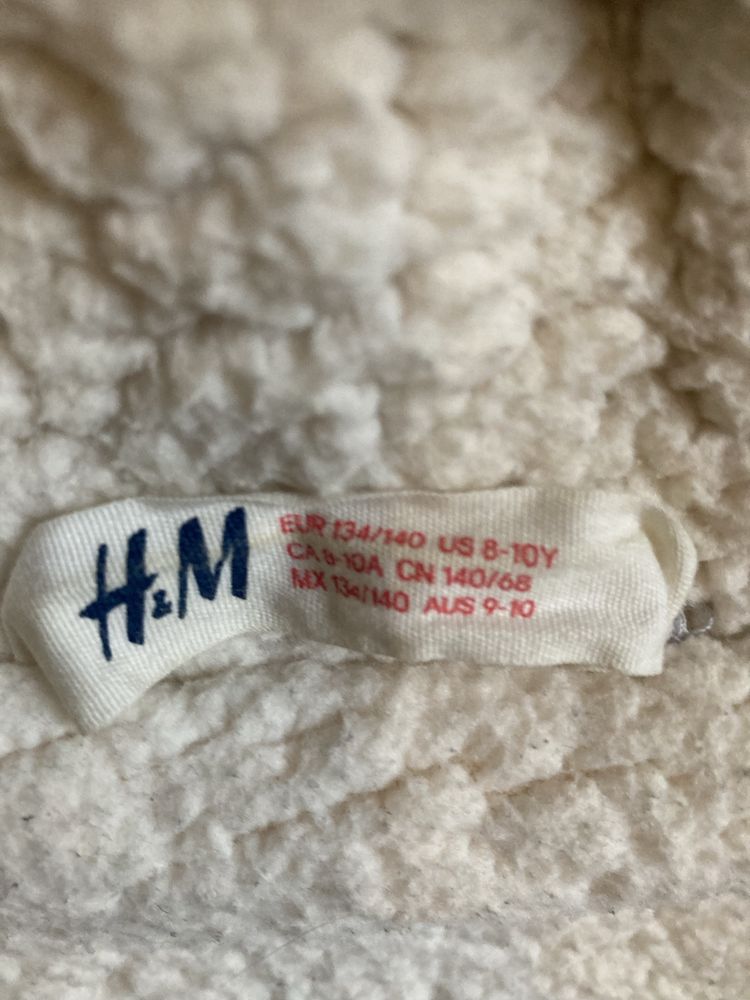 H&M
EUR 134/140 US 8-10Y
CA 8-10A CN 140/68
MX 134/140 AUS 9-10